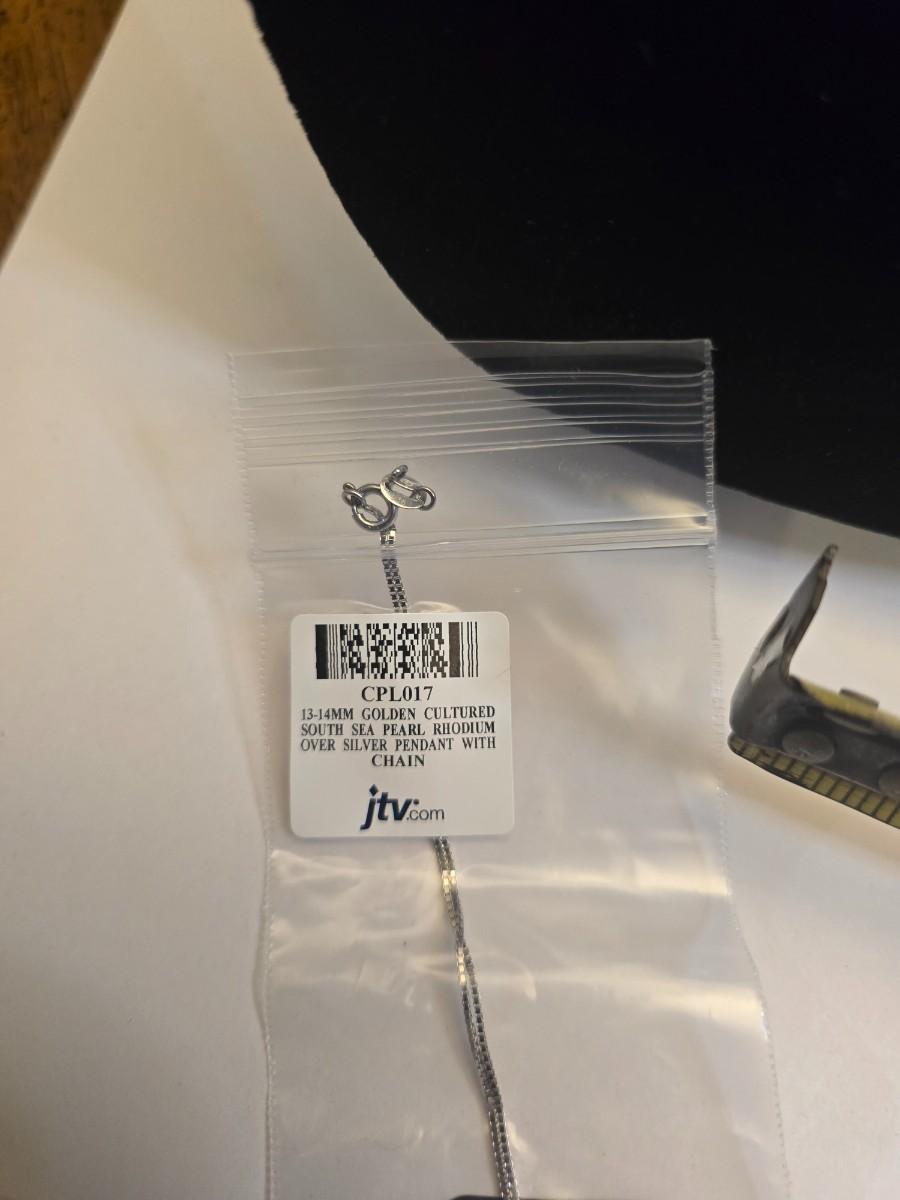 CPL017
13-14MM GOLDEN CULTURED
SOUTH SEA PEARL RHODIUM
OVER SILVER PENDANT WITH
CHAIN
jtv.com